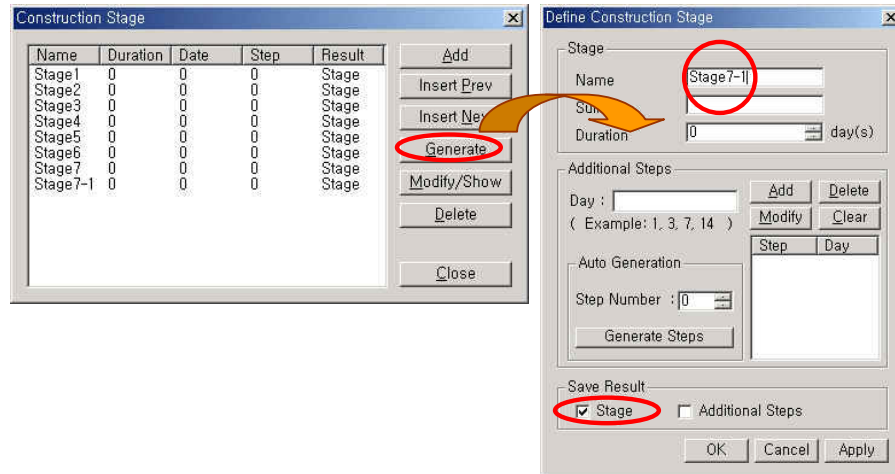 Construction Stage
Name Duration Date Step Result
Stage1 0 0 0 Stage
Stage2 0 0 0 Stage
Stage3 0 0 0 Stage
Stage4 0 0 0 Stage
Stage5 0 0 0 Stage
Stage6 0 0 0 Stage
Stage7 0 0 0 Stage
Stage7-1 0 0 0 Stage
Add
Insert Prev
Insert
Generate
Modify/Show
Delete
Close
Define Construction Stage
Stage
Name Stage7-1
Duration 0 day(s)
Additional Steps
Day :
( Example: 1, 3, 7, 14 )
Add Delete
Modify Clear
Step Day
Auto Generation
Step Number : 0
Generate Steps
Save Result
Stage Additional Steps
OK Cancel Apply